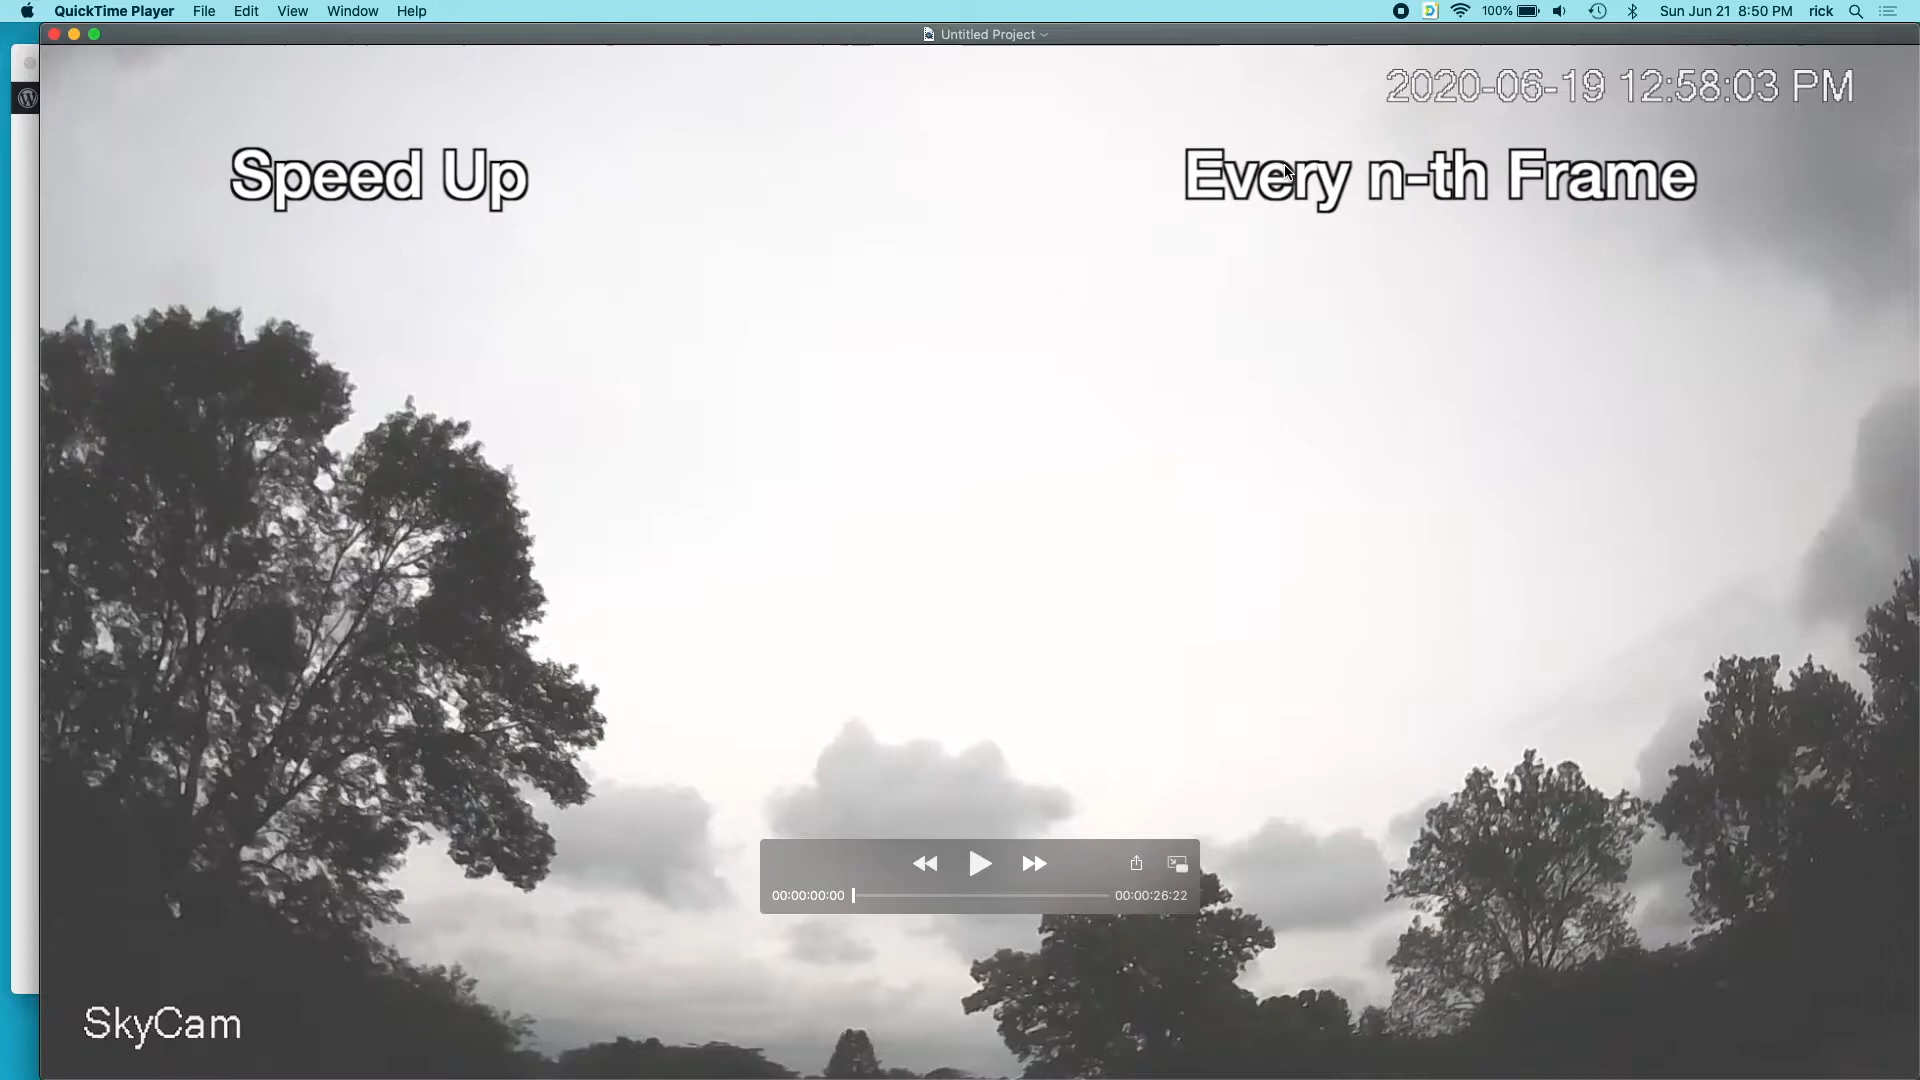 QuickTime Player File Edit View Window Help 100% Sun Jun 21 8:50 PM rick
Untitled Project
2020-06-19 12:58:03 PM
Speed Up Every n-th Frame
00:00:00:00 00:00:26:22
SkyCam